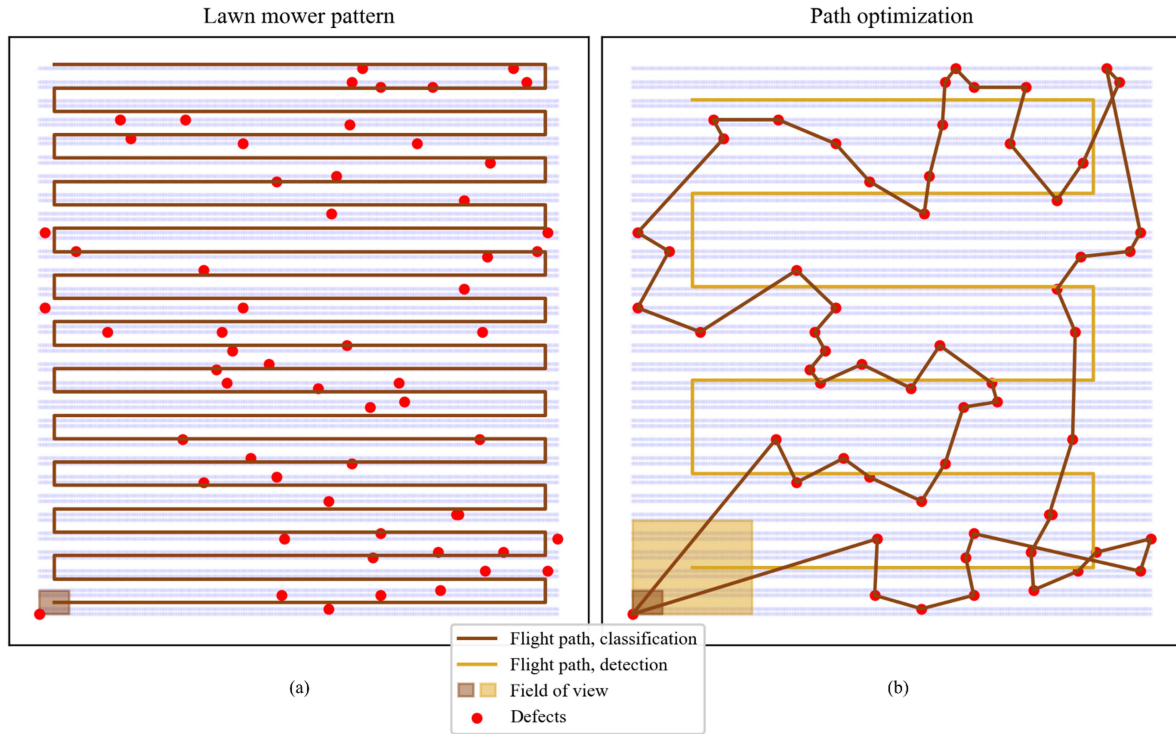 Lawn mower pattern
Path optimization
Flight path, classification
Flight path, detection
Field of view
Defects
(a)
(b)